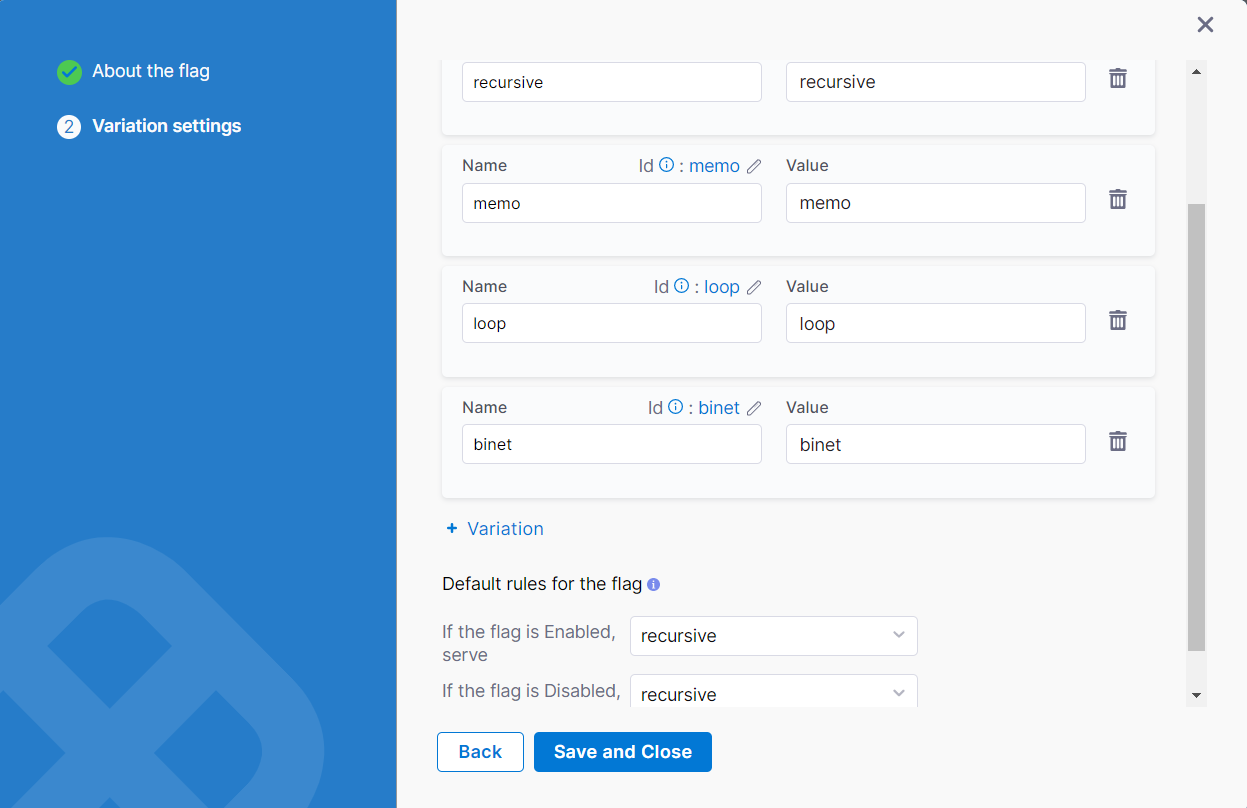 About the flag
2 Variation settings
recursive recursive
Name Id : memo Value
memo memo
Name Id : loop Value
loop loop
Name Id : binet Value
binet binet
+ Variation
Default rules for the flag
If the flag is Enabled, serve recursive
If the flag is Disabled, recursive
Back Save and Close